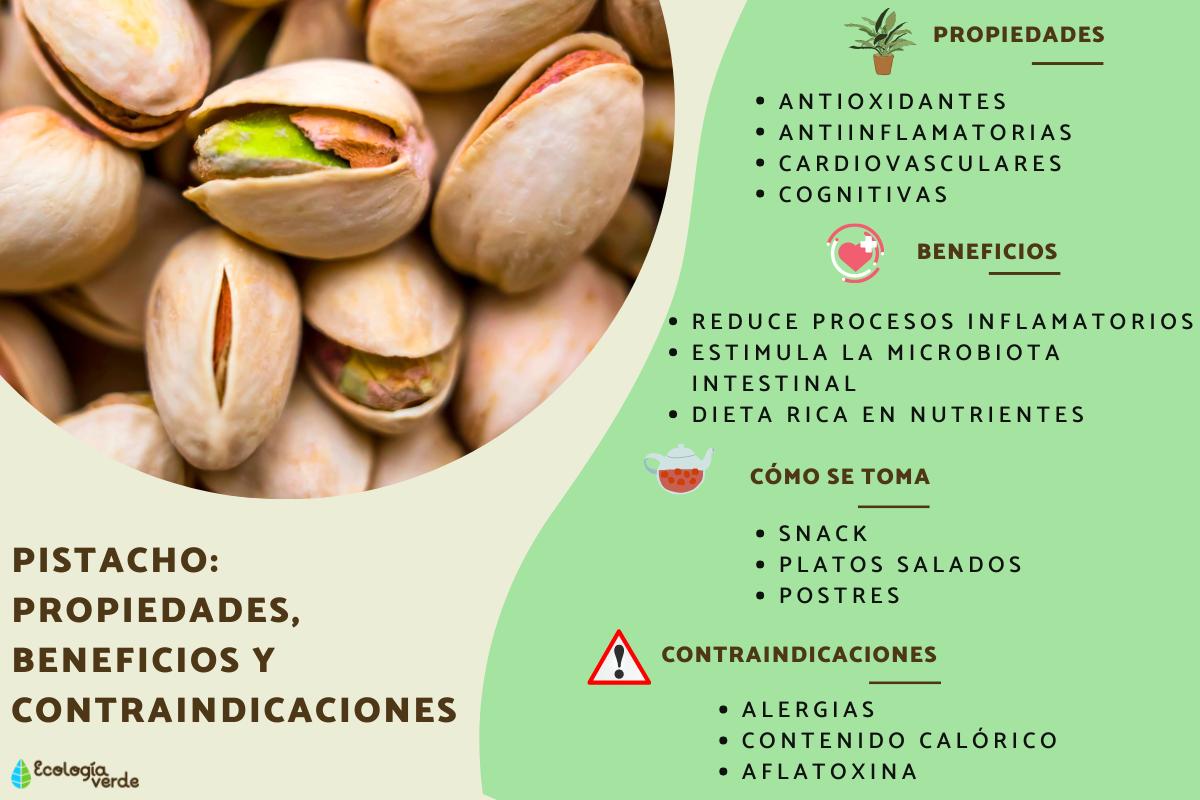 PISTACHO:
PROPIEDADES,
BENEFICIOS Y
CONTRAINDICACIONES
Ecología
verde
PROPIEDADES
• ANTIOXIDANTES
• ANTIINFLAMATORIAS
• CARDIOVASCULARES
• COGNITIVAS
BENEFICIOS
• REDUCE PROCESOS INFLAMATORIOS
• ESTIMULA LA MICROBIOTA
INTESTINAL
• DIETA RICA EN NUTRIENTES
CÓMO SE TOMA
• SNACK
• PLATOS SALADOS
• POSTRES
CONTRAINDICACIONES
• ALERGIAS
• CONTENIDO CALÓRICO
• AFLATOXINA